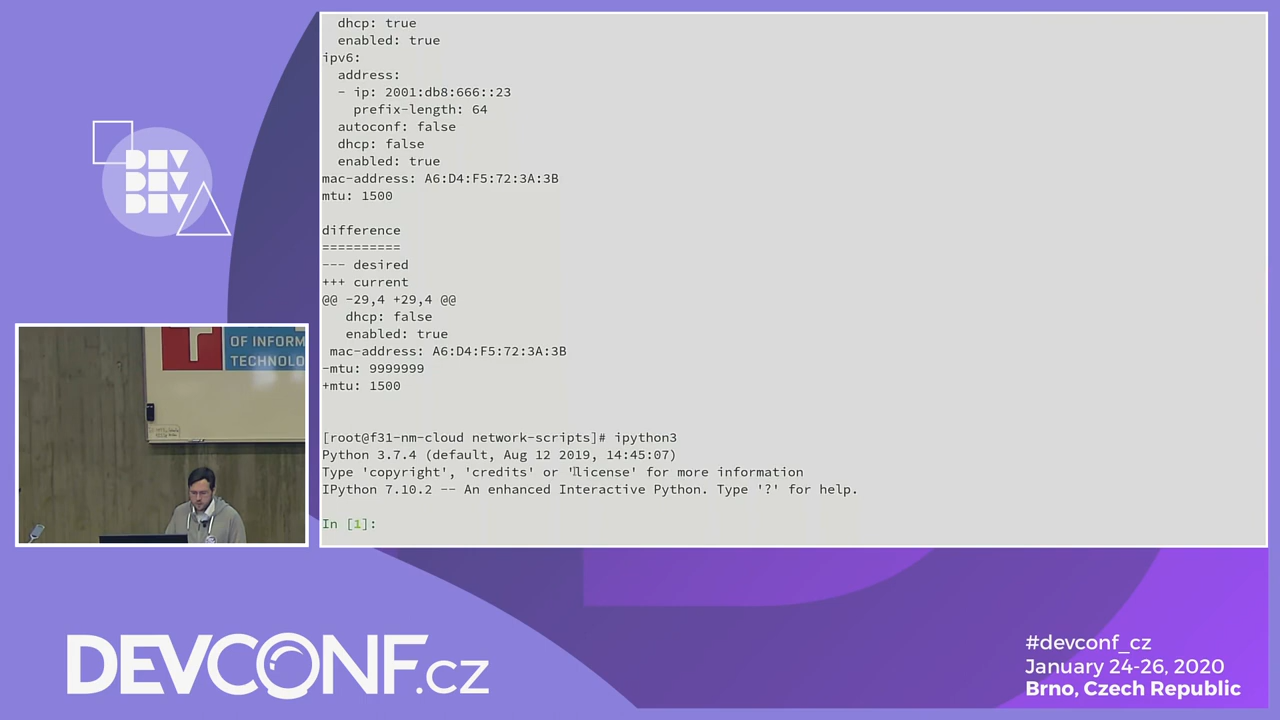 dhcp: true
enabled: true
ipv6:
address:
- ip: 2001:db8:666::23
prefix-length: 64
autoconf: false
dhcp: false
enabled: true
mac-address: A6:D4:F5:72:3A:3B
mtu: 1500
difference
==========
--- desired
+++ current
@@ -29,4 +29,4 @@
dhcp: false
enabled: true
mac-address: A6:D4:F5:72:3A:3B
-mtu: 9999999
+mtu: 1500
[root@f31-nm-cloud network-scripts]# ipython3
Python 3.7.4 (default, Aug 12 2019, 14:45:07)
Type 'copyright', 'credits' or 'license' for more information
IPython 7.10.2 -- An enhanced Interactive Python. Type '?' for help.
In [1]:
DEV
DEV
DEV
OF INFORM
TECHNOLO
DEVCONF.cz
#devconf_cz
January 24-26, 2020
Brno, Czech Republic